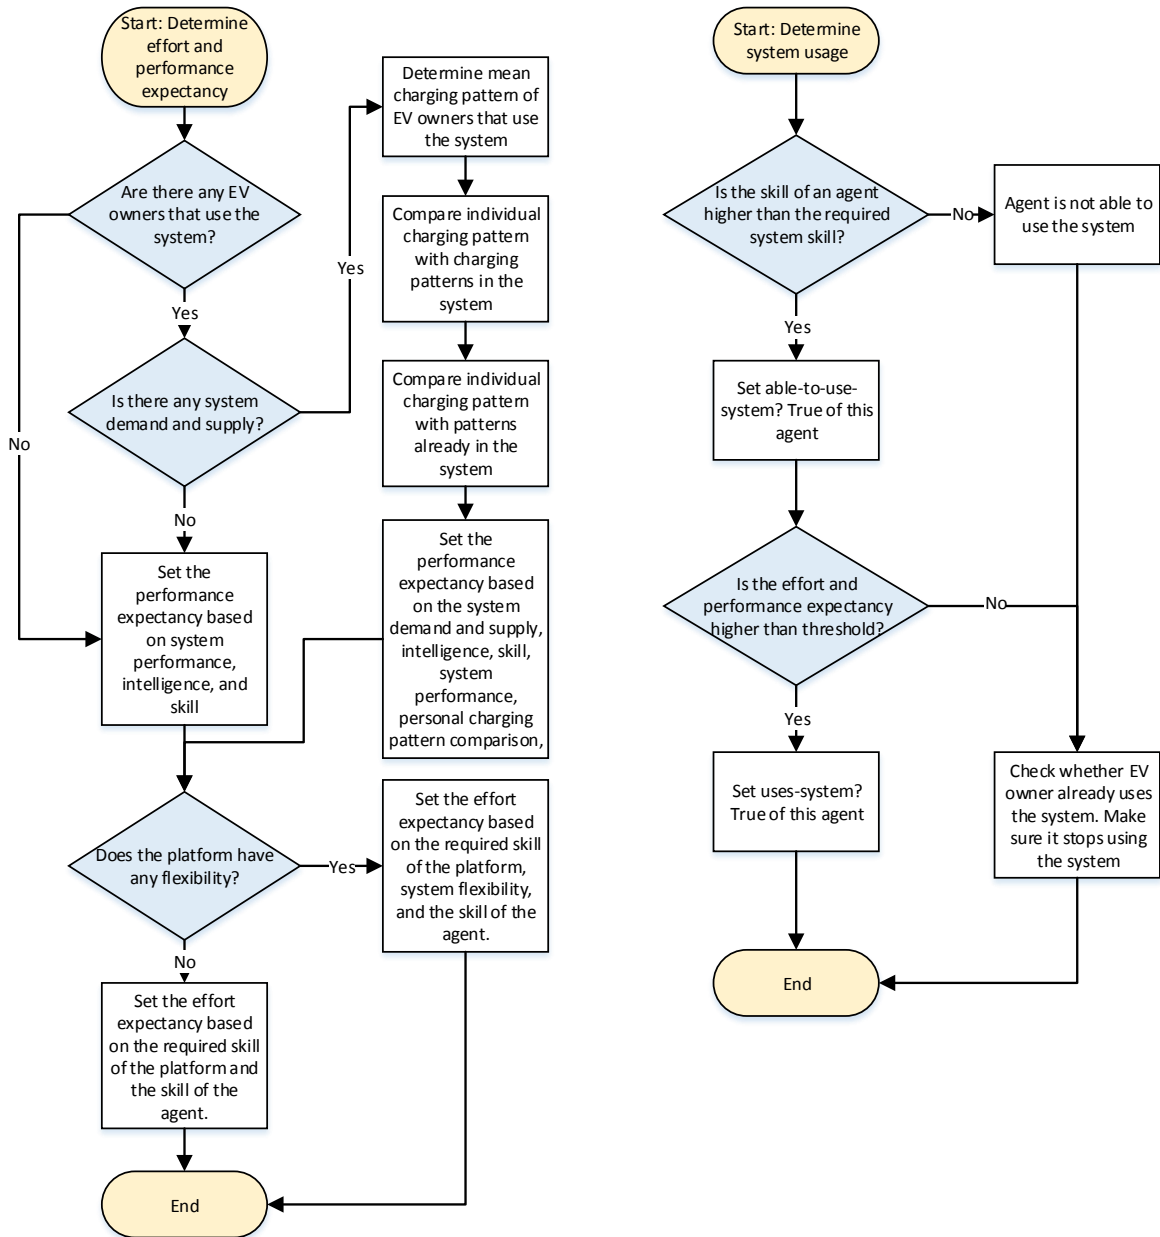 Start: Determine
effort and
performance
expectancy
Are there any EV
owners that use the
system?
Yes
Is there any system
demand and supply?
No
No
Set the
performance
expectancy based
on system
performance,
intelligence, and
skill
Yes
Determine mean
charging pattern of
EV owners that use
the system
Compare individual
charging pattern
with charging
patterns in the
system
Compare individual
charging pattern
with patterns
already in the
system
Set the
performance
expectancy based
on the system
demand and supply,
intelligence, skill,
system
performance,
personal charging
pattern comparison,
Does the platform have
any flexibility?
Yes
Set the effort
expectancy based
on the required skill
of the platform,
system flexibility,
and the skill of the
agent.
No
Set the effort
expectancy based
on the required skill
of the platform and
the skill of the
agent.
End
Start: Determine
system usage
Is the skill of an agent
higher than the required
system skill?
No
Agent is not able to
use the system
Yes
Set able-to-use-
system? True of this
agent
Is the effort and
performance expectancy
higher than threshold?
No
Yes
Set uses-system?
True of this agent
Check whether EV
owner already uses
the system. Make
sure it stops using
the system
End